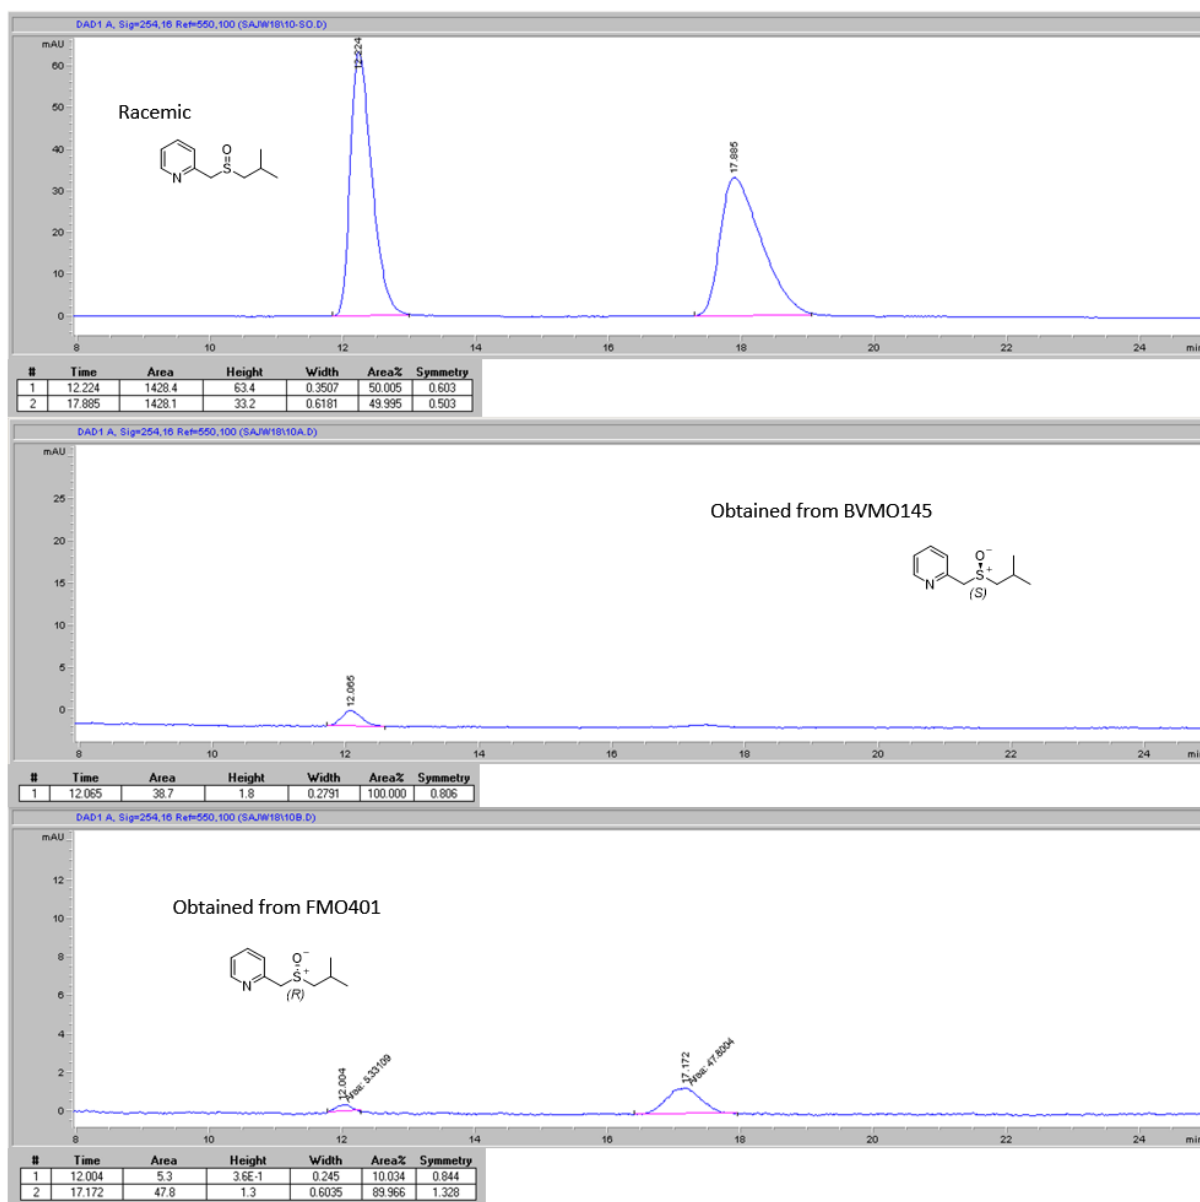 DAD1 A, Sig=254,16 Ref=550,100 (SAJW18\10-SO.D)
mAU
60
50
40
30
20
10
0
12.224
17.885
Racemic
O
S
N
8 10 12 14 16 18 20 22 24 min
# Time Area Height Width Area% Symmetry
1 12.224 1428.4 63.4 0.3507 50.005 0.603
2 17.885 1428.1 33.2 0.6181 49.995 0.503
DAD1 A, Sig=254,16 Ref=550,100 (SAJW18\10A.D)
mAU
25
20
15
10
5
0
12.065
Obtained from BVMO145
O−
S+
N
(S)
8 10 12 14 16 18 20 22 24 min
# Time Area Height Width Area% Symmetry
1 12.065 38.7 1.8 0.2791 100.000 0.806
DAD1 A, Sig=254,16 Ref=550,100 (SAJW18\10B.D)
mAU
12
10
8
6
4
2
0
Obtained from FMO401
O−
S+
N
(R)
12.004
Area: 5.33109
17.172
Area: 47.8004
8 10 12 14 16 18 20 22 24 min
# Time Area Height Width Area% Symmetry
1 12.004 5.3 3.6E-1 0.245 10.034 0.844
2 17.172 47.8 1.3 0.6035 89.966 1.328